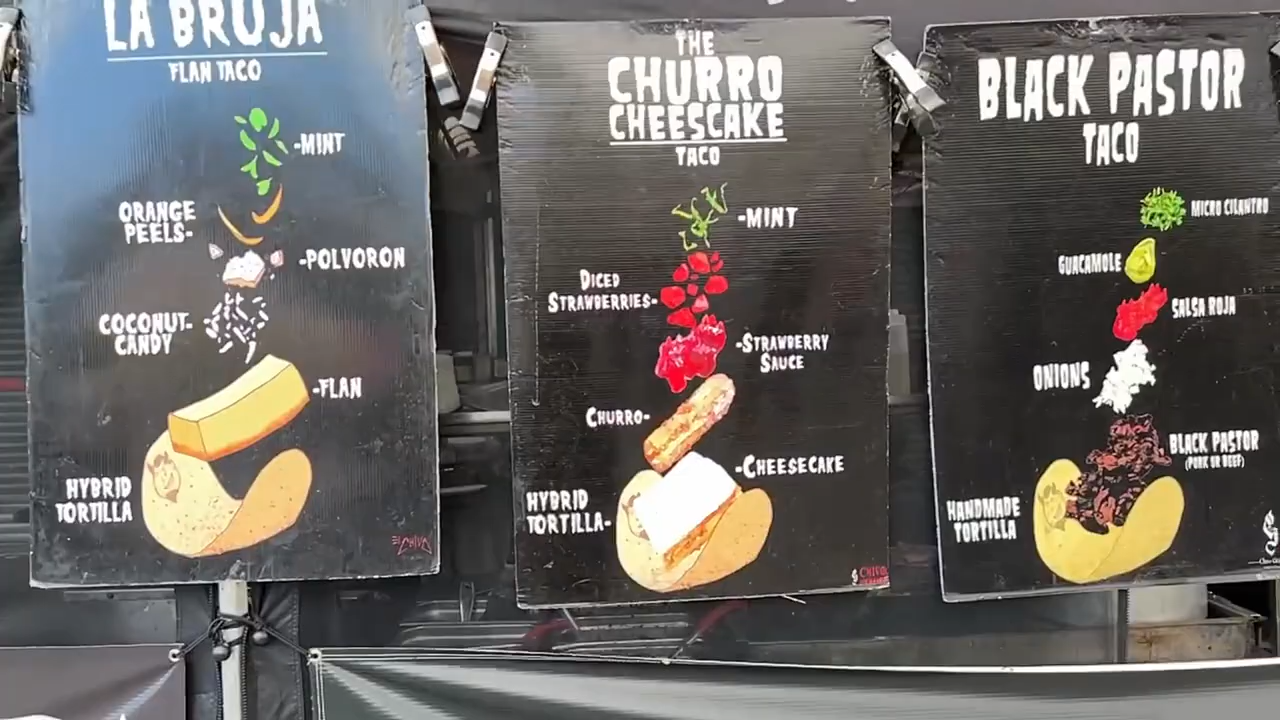 LA BRUJA
FLAN TACO
-MINT
ORANGE
PEELS-
-POLVORON
COCONUT-
CANDY
-FLAN
HYBRID
TORTILLA
EL CHIVO
THE
CHURRO
CHEESCAKE
TACO
-MINT
DICED
STRAWBERRIES-
-STRAWBERRY
SAUCE
CHURRO-
-CHEESECAKE
HYBRID
TORTILLA-
CHIVO
BLACK PASTOR
TACO
MICRO CILANTRO
GUACAMOLE
SALSA ROJA
ONIONS
BLACK PASTOR
(PORK OR BEEF)
HANDMADE
TORTILLA